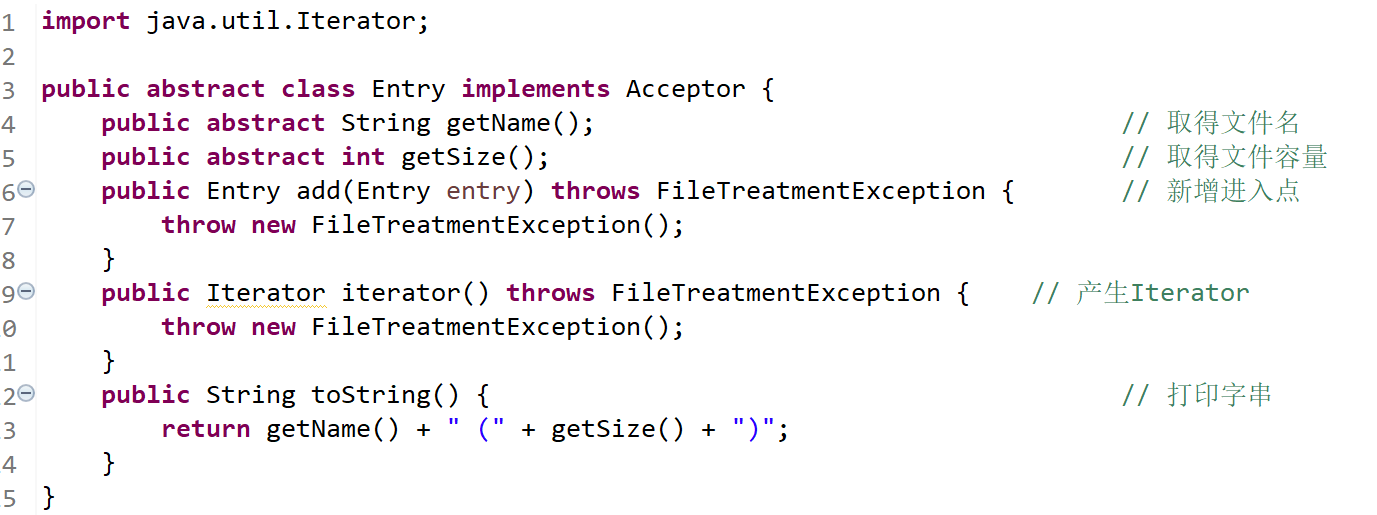 1 import java.util.Iterator;
2
3 public abstract class Entry implements Acceptor {
4 public abstract String getName(); // 取得文件名
5 public abstract int getSize(); // 取得文件容量
6 public Entry add(Entry entry) throws FileTreatmentException { // 新增进入点
7 throw new FileTreatmentException();
8 }
9 public Iterator iterator() throws FileTreatmentException { // 产生Iterator
0 throw new FileTreatmentException();
1 }
2 public String toString() { // 打印字串
3 return getName() + " (" + getSize() + ")";
4 }
5 }